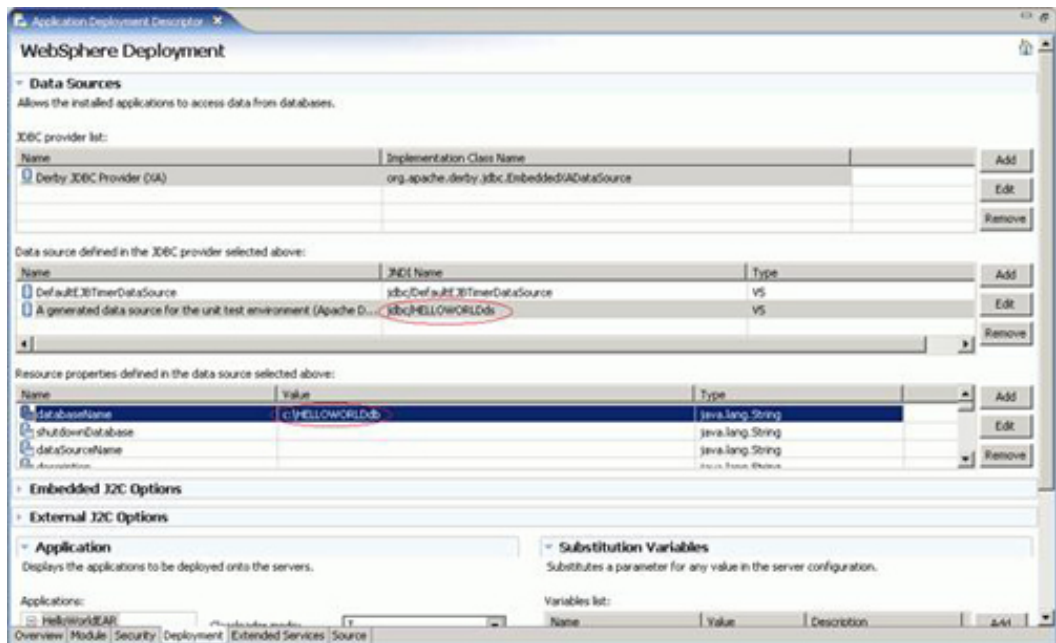 Application Deployment Descriptor
WebSphere Deployment
Data Sources
Allows the installed applications to access data from databases.
JDBC provider list:
Name Implementation Class Name
Derby JDBC Provider (XA) org.apache.derby.jdbc.EmbeddedXADataSource
Add
Edit
Remove
Data source defined in the JDBC provider selected above:
Name JNDI Name Type
DefaultEJBTimerDataSource jdbc/DefaultEJBTimerDataSource V5
A generated data source for the unit test environment (Apache D... jdbc/HELLOWORLDds V5
Add
Edit
Remove
Resource properties defined in the data source selected above:
Name Value Type
databaseName c:\HELLOWORLDdb java.lang.String
shutdownDatabase java.lang.String
dataSourceName java.lang.String
description java.lang.String
Add
Edit
Remove
Embedded J2C Options
External J2C Options
Application Substitution Variables
Displays the applications to be deployed onto the servers. Substitutes a parameter for any value in the server configuration.
Applications: Variables list:
HelloWorldEAR Name Value Description Add
Overview Module Security Deployment Extended Services Source